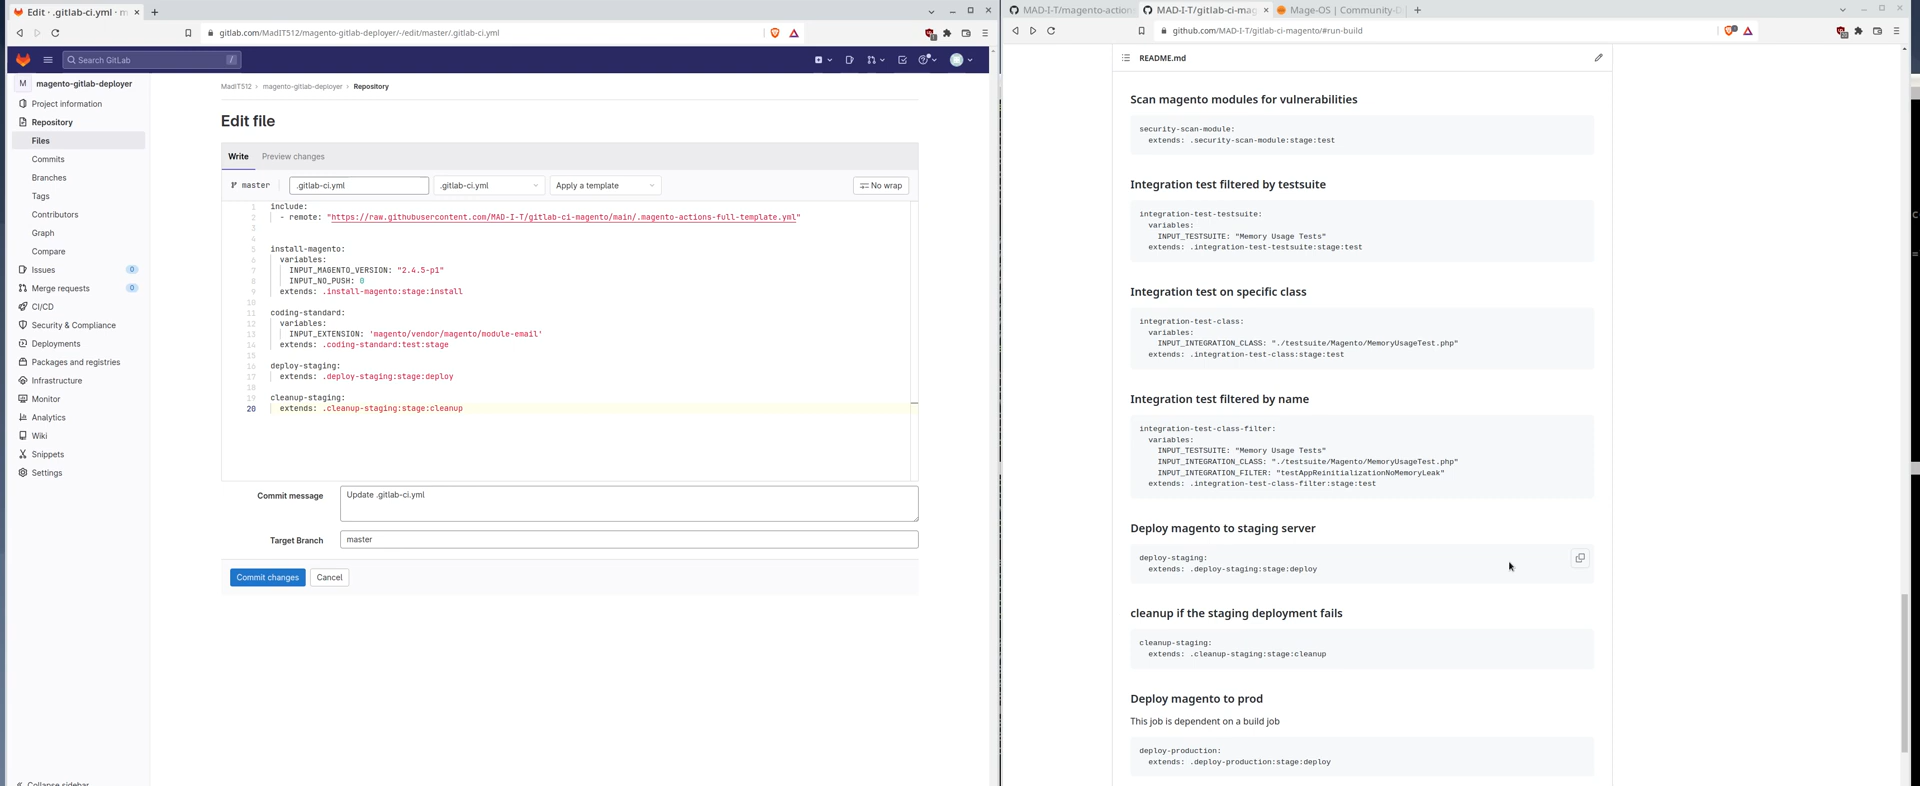 Edit · .gitlab-ci.yml · m
gitlab.com/MadIT512/magento-gitlab-deployer/-/edit/master/.gitlab-ci.yml
Search GitLab
/
M magento-gitlab-deployer
Project information
Repository
Files
Commits
Branches
Tags
Contributors
Graph
Compare
Issues 0
Merge requests 0
CI/CD
Security & Compliance
Deployments
Packages and registries
Infrastructure
Monitor
Analytics
Wiki
Snippets
Settings
Collapse sidebar
MadIT512 > magento-gitlab-deployer > Repository
Edit file
Write Preview changes
master .gitlab-ci.yml .gitlab-ci.yml Apply a template No wrap
1 include:
2 - remote: "https://raw.githubusercontent.com/MAD-I-T/gitlab-ci-magento/main/.magento-actions-full-template.yml"
3
4
5 install-magento:
6 variables:
7 INPUT_MAGENTO_VERSION: "2.4.5-p1"
8 INPUT_NO_PUSH: 0
9 extends: .install-magento:stage:install
10
11 coding-standard:
12 variables:
13 INPUT_EXTENSION: 'magento/vendor/magento/module-email'
14 extends: .coding-standard:test:stage
15
16 deploy-staging:
17 extends: .deploy-staging:stage:deploy
18
19 cleanup-staging:
20 extends: .cleanup-staging:stage:cleanup
Commit message Update .gitlab-ci.yml
Target Branch master
Commit changes Cancel
MAD-I-T/magento-action MAD-I-T/gitlab-ci-mag Mage-OS | Community-D
github.com/MAD-I-T/gitlab-ci-magento/#run-build
README.md
Scan magento modules for vulnerabilities
security-scan-module:
extends: .security-scan-module:stage:test
Integration test filtered by testsuite
integration-test-testsuite:
variables:
INPUT_TESTSUITE: "Memory Usage Tests"
extends: .integration-test-testsuite:stage:test
Integration test on specific class
integration-test-class:
variables:
INPUT_INTEGRATION_CLASS: "./testsuite/Magento/MemoryUsageTest.php"
extends: .integration-test-class:stage:test
Integration test filtered by name
integration-test-class-filter:
variables:
INPUT_TESTSUITE: "Memory Usage Tests"
INPUT_INTEGRATION_CLASS: "./testsuite/Magento/MemoryUsageTest.php"
INPUT_INTEGRATION_FILTER: "testAppReinitializationNoMemoryLeak"
extends: .integration-test-class-filter:stage:test
Deploy magento to staging server
deploy-staging:
extends: .deploy-staging:stage:deploy
cleanup if the staging deployment fails
cleanup-staging:
extends: .cleanup-staging:stage:cleanup
Deploy magento to prod
This job is dependent on a build job
deploy-production:
extends: .deploy-production:stage:deploy